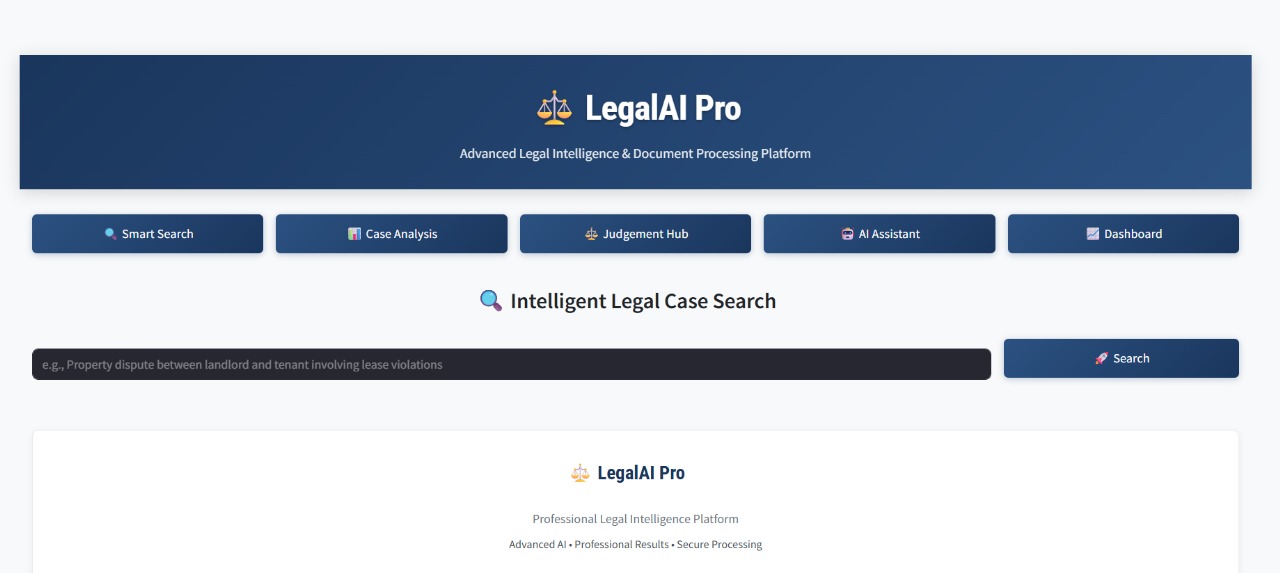 LegalAI Pro
Advanced Legal Intelligence & Document Processing Platform
Smart Search
Case Analysis
Judgement Hub
AI Assistant
Dashboard
Intelligent Legal Case Search
e.g., Property dispute between landlord and tenant involving lease violations
Search
LegalAI Pro
Professional Legal Intelligence Platform
Advanced AI • Professional Results • Secure Processing